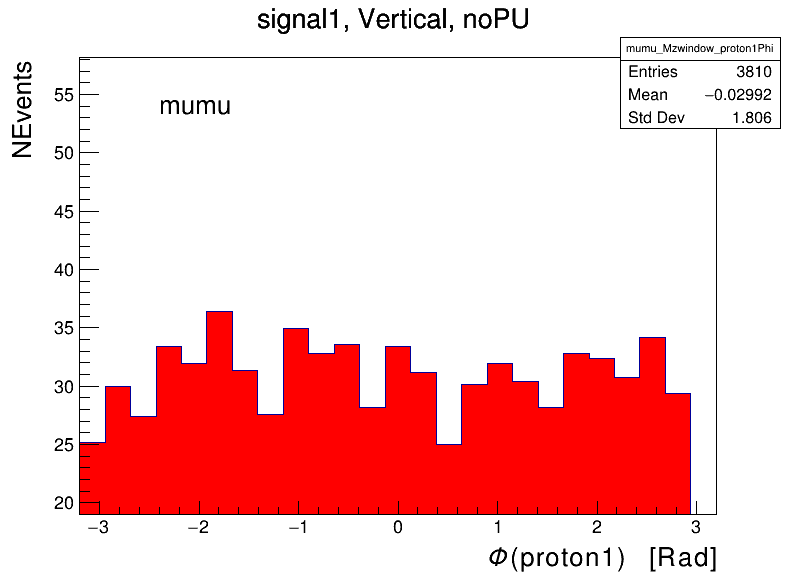 signal1, Vertical, noPU
mumu_Mzwindow_proton1Phi
Entries 3810
Mean −0.02992
Std Dev 1.806
NEvents
mumu
55
50
45
40
35
30
25
20
−3 −2 −1 0 1 2 3
Φ(proton1) [Rad]